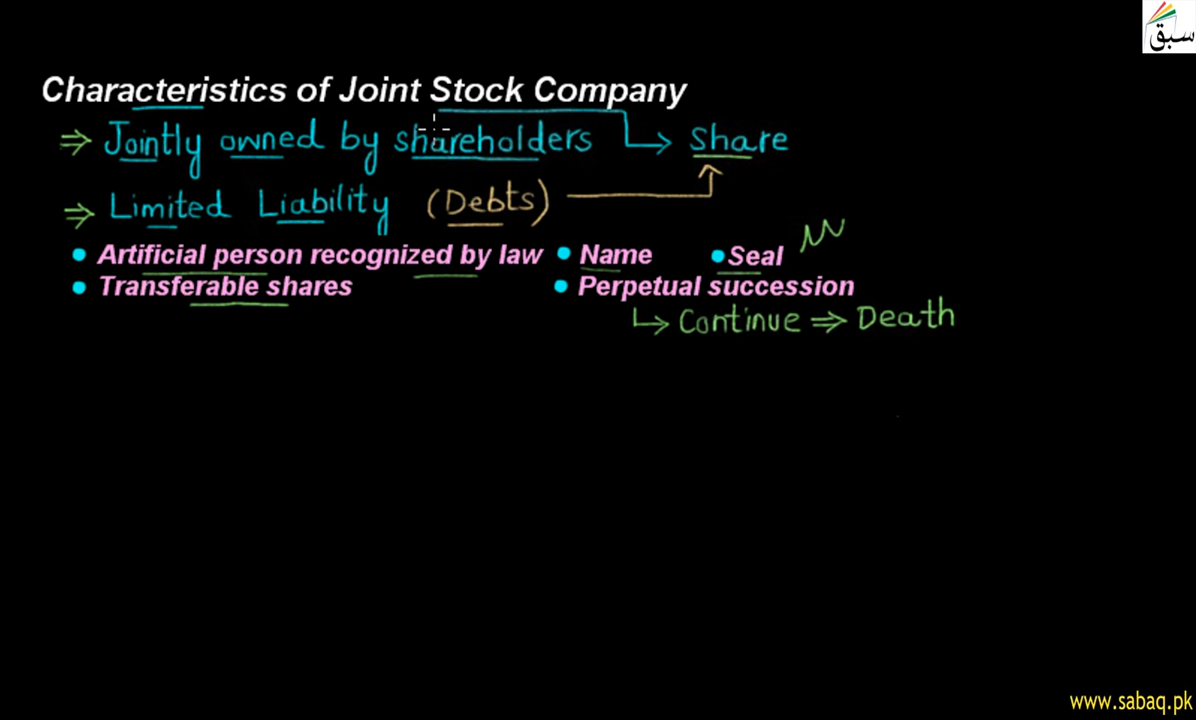 سبق
Characteristics of Joint Stock Company
⇒ Jointly owned by shareholders → Share
⇒ Limited Liability (Debts)
• Artificial person recognized by law • Name • Seal
• Transferable shares • Perpetual succession
↳ Continue ⇒ Death
www.sabaq.pk